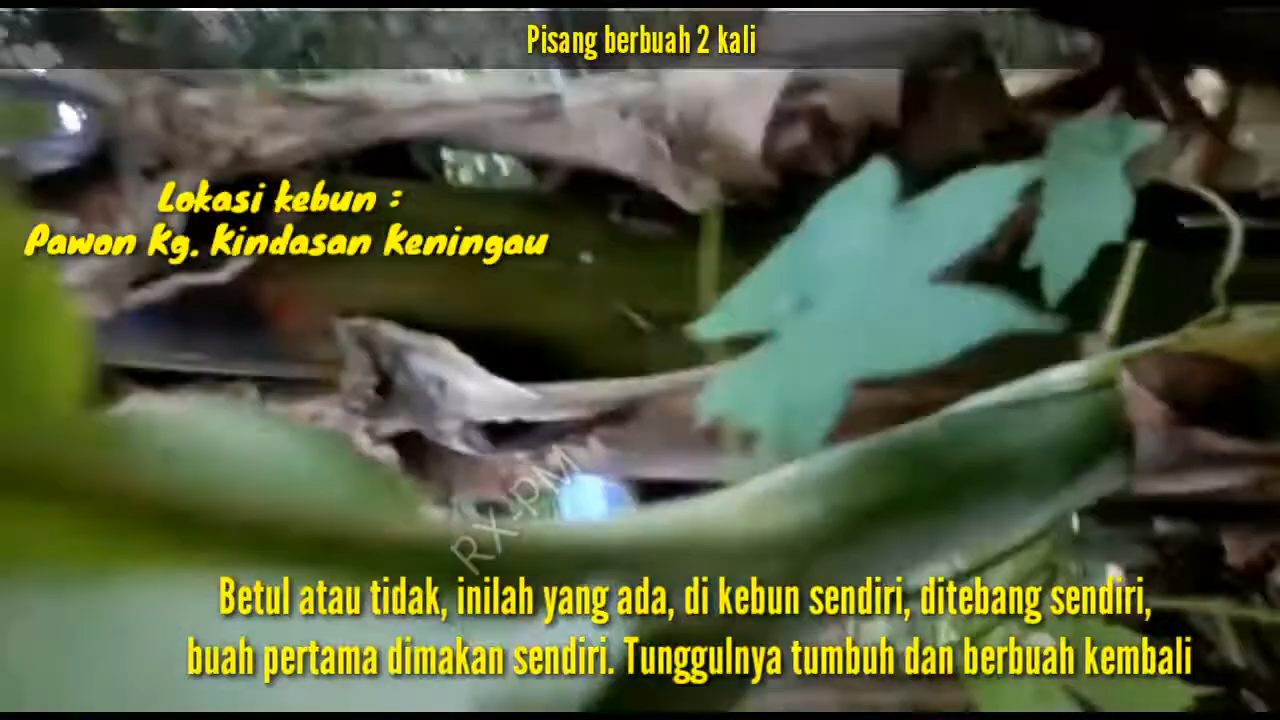 Pisang berbuah 2 kali
Lokasi kebun :
Pawon Kg. Kindasan Keningau
RX-PM
Betul atau tidak, inilah yang ada, di kebun sendiri, ditebang sendiri,
buah pertama dimakan sendiri. Tunggulnya tumbuh dan berbuah kembali